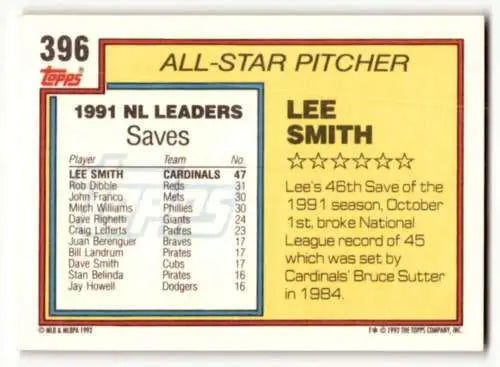 396
Topps
ALL-STAR PITCHER
1991 NL LEADERS
Saves
Player Team No.
LEE SMITH CARDINALS 47
Rob Dibble Reds 31
John Franco Mets 30
Mitch Williams Phillies 30
Dave Righetti Giants 24
Craig Lefferts Padres 23
Juan Berenguer Braves 17
Bill Landrum Pirates 17
Dave Smith Cubs 17
Stan Belinda Pirates 16
Jay Howell Dodgers 16
TOPPS
LEE
SMITH
Lee's 46th Save of the
1991 season, October
1st, broke National
League record of 45
which was set by
Cardinals' Bruce Sutter
in 1984.
© MLB & MLBPA 1992
© 1992 THE TOPPS COMPANY, INC.